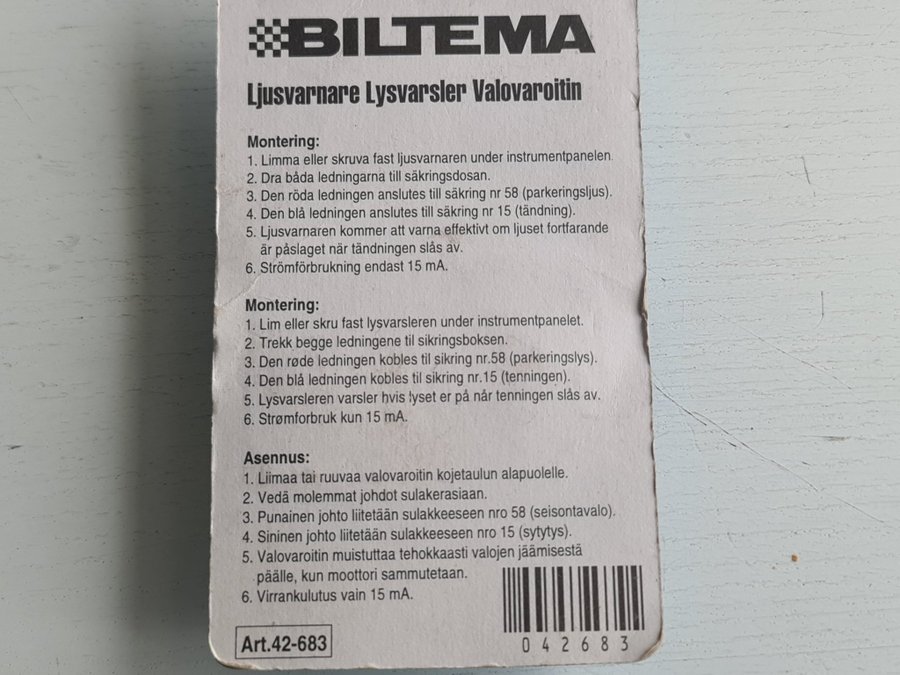 BILTEMA
Ljusvarnare Lysvarsler Valovaroitin
Montering:
1. Limma eller skruva fast ljusvarnaren under instrumentpanelen.
2. Dra båda ledningarna till säkringsdosan.
3. Den röda ledningen anslutes till säkring nr 58 (parkeringsljus).
4. Den blå ledningen anslutes till säkring nr 15 (tändning).
5. Ljusvarnaren kommer att varna effektivt om ljuset fortfarande
är påslaget när tändningen slås av.
6. Strömförbrukning endast 15 mA.
Montering:
1. Lim eller skru fast lysvarsleren under instrumentpanelet.
2. Trekk begge ledningene til sikringsboksen.
3. Den røde ledningen kobles til sikring nr.58 (parkeringslys).
4. Den blå ledningen kobles til sikring nr.15 (tenningen).
5. Lysvarsleren varsler hvis lyset er på når tenningen slås av.
6. Strømforbruk kun 15 mA.
Asennus:
1. Liimaa tai ruuvaa valovaroitin kojetaulun alapuolelle.
2. Vedä molemmat johdot sulakerasiaan.
3. Punainen johto liitetään sulakkeeseen nro 58 (seisontavalo).
4. Sininen johto liitetään sulakkeeseen nro 15 (sytytys).
5. Valovaroitin muistuttaa tehokkaasti valojen jäämisestä
päälle, kun moottori sammutetaan.
6. Virrankulutus vain 15 mA.
Art.42-683
042683